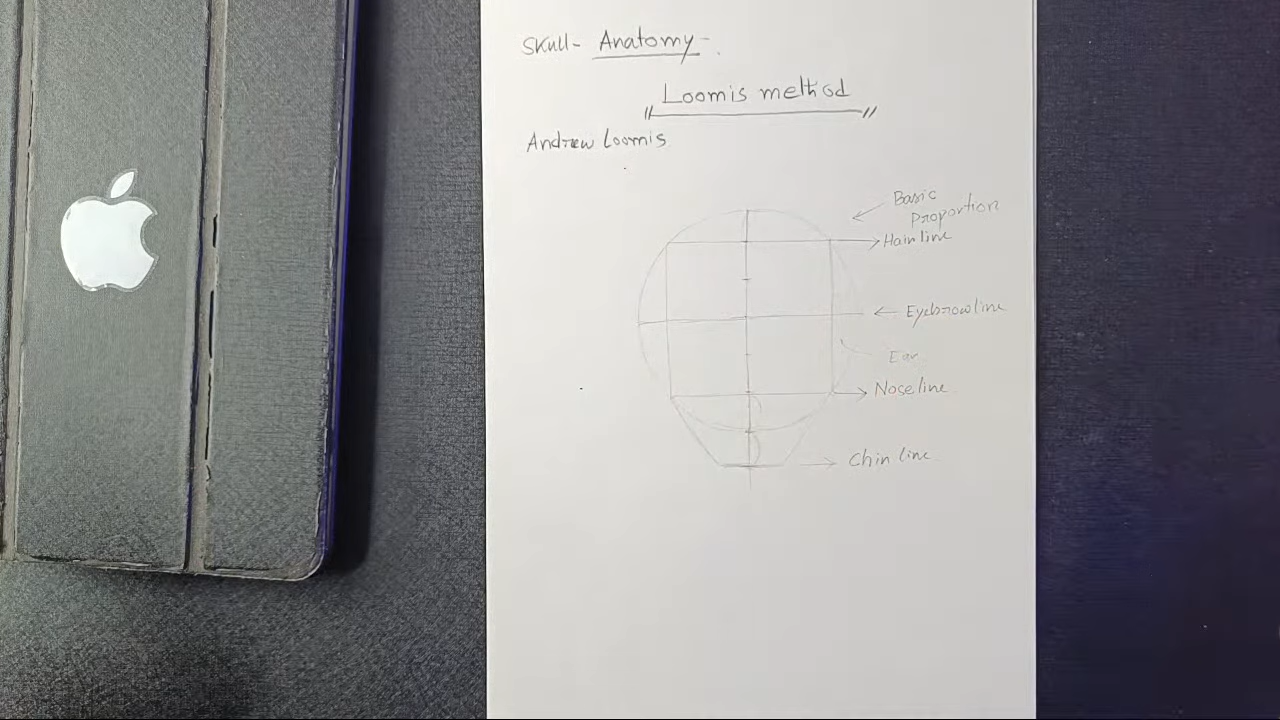 Skull- Anatomy-
Loomis method
Andrew Loomis
Basic
Proportion
Hairline
Eyebrowline
Ear
Noseline
Chin line